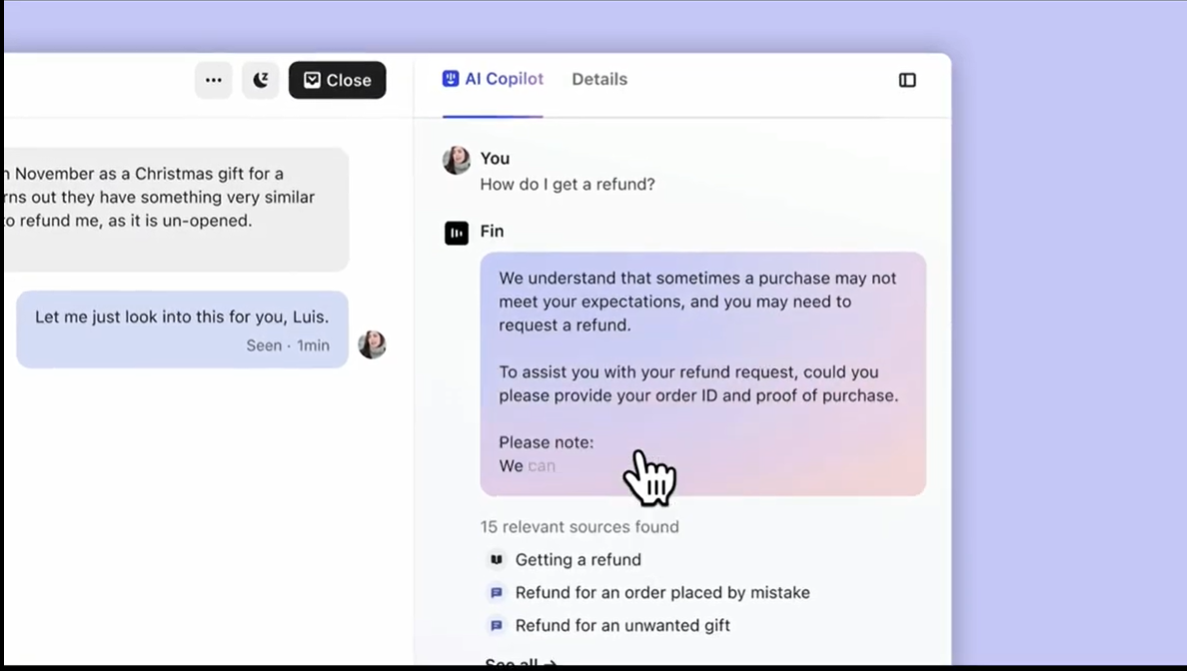 Close
n November as a Christmas gift for a
rns out they have something very similar
o refund me, as it is un-opened.
Let me just look into this for you, Luis.
Seen · 1min
AI Copilot
Details
You
How do I get a refund?
Fin
We understand that sometimes a purchase may not
meet your expectations, and you may need to
request a refund.
To assist you with your refund request, could you
please provide your order ID and proof of purchase.
Please note:
We can
15 relevant sources found
Getting a refund
Refund for an order placed by mistake
Refund for an unwanted gift
See all →